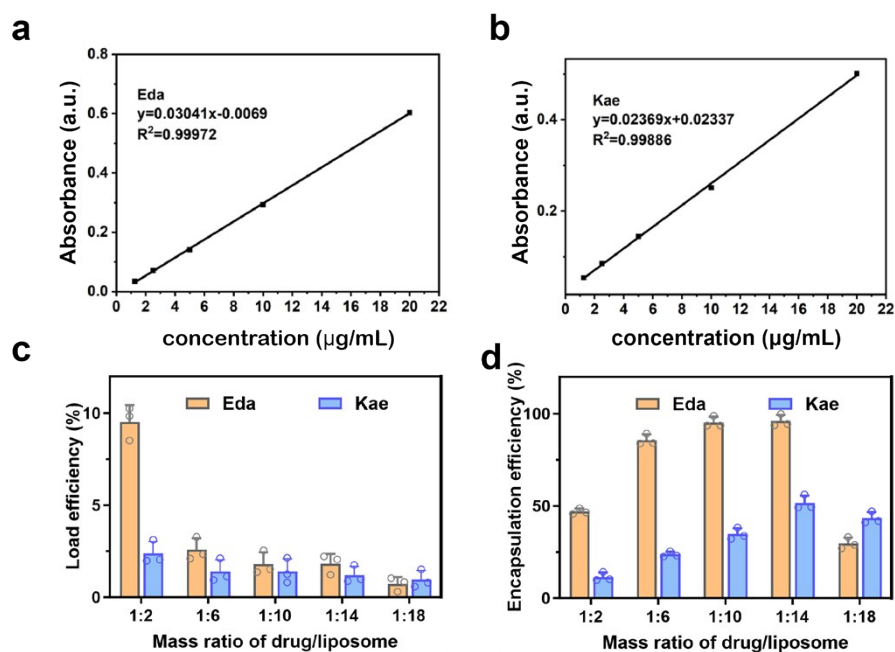 a
Absorbance (a.u.)
0.8
0.6
0.4
0.2
0.0
Eda
y=0.03041x-0.0069
R²=0.99972
0 2 4 6 8 10 12 14 16 18 20 22
concentration (μg/mL)
b
Absorbance (a.u.)
0.4
0.2
Kae
y=0.02369x+0.02337
R²=0.99886
0 2 4 6 8 10 12 14 16 18 20 22
concentration (μg/mL)
c
Load efficiency (%)
10
5
0
Eda Kae
1:2 1:6 1:10 1:14 1:18
Mass ratio of drug/liposome
d
Encapsulation efficiency (%)
100
50
0
Eda Kae
1:2 1:6 1::10 1::14 1::18
Mass ratio of drug/liposome